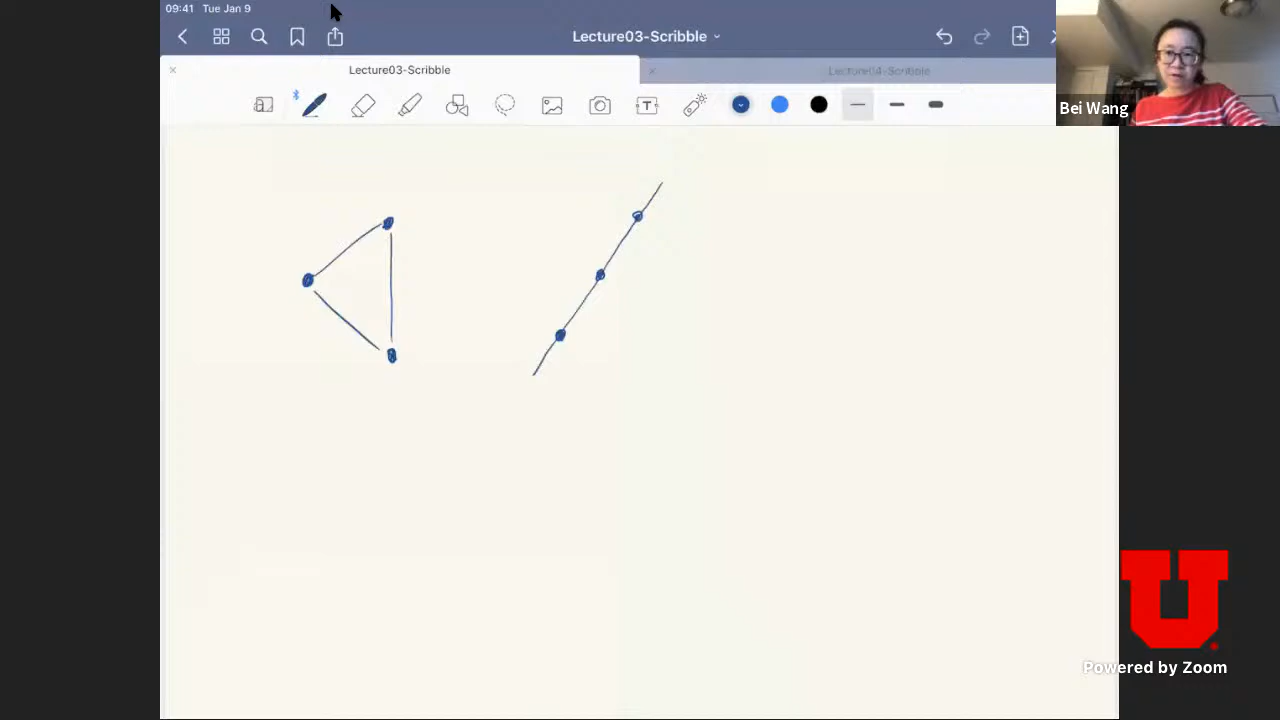 09:41 Tue Jan 9
Lecture03-Scribble
Lecture03-Scribble
Lecture04-Scribble
T
Bei Wang
U
Powered by Zoom